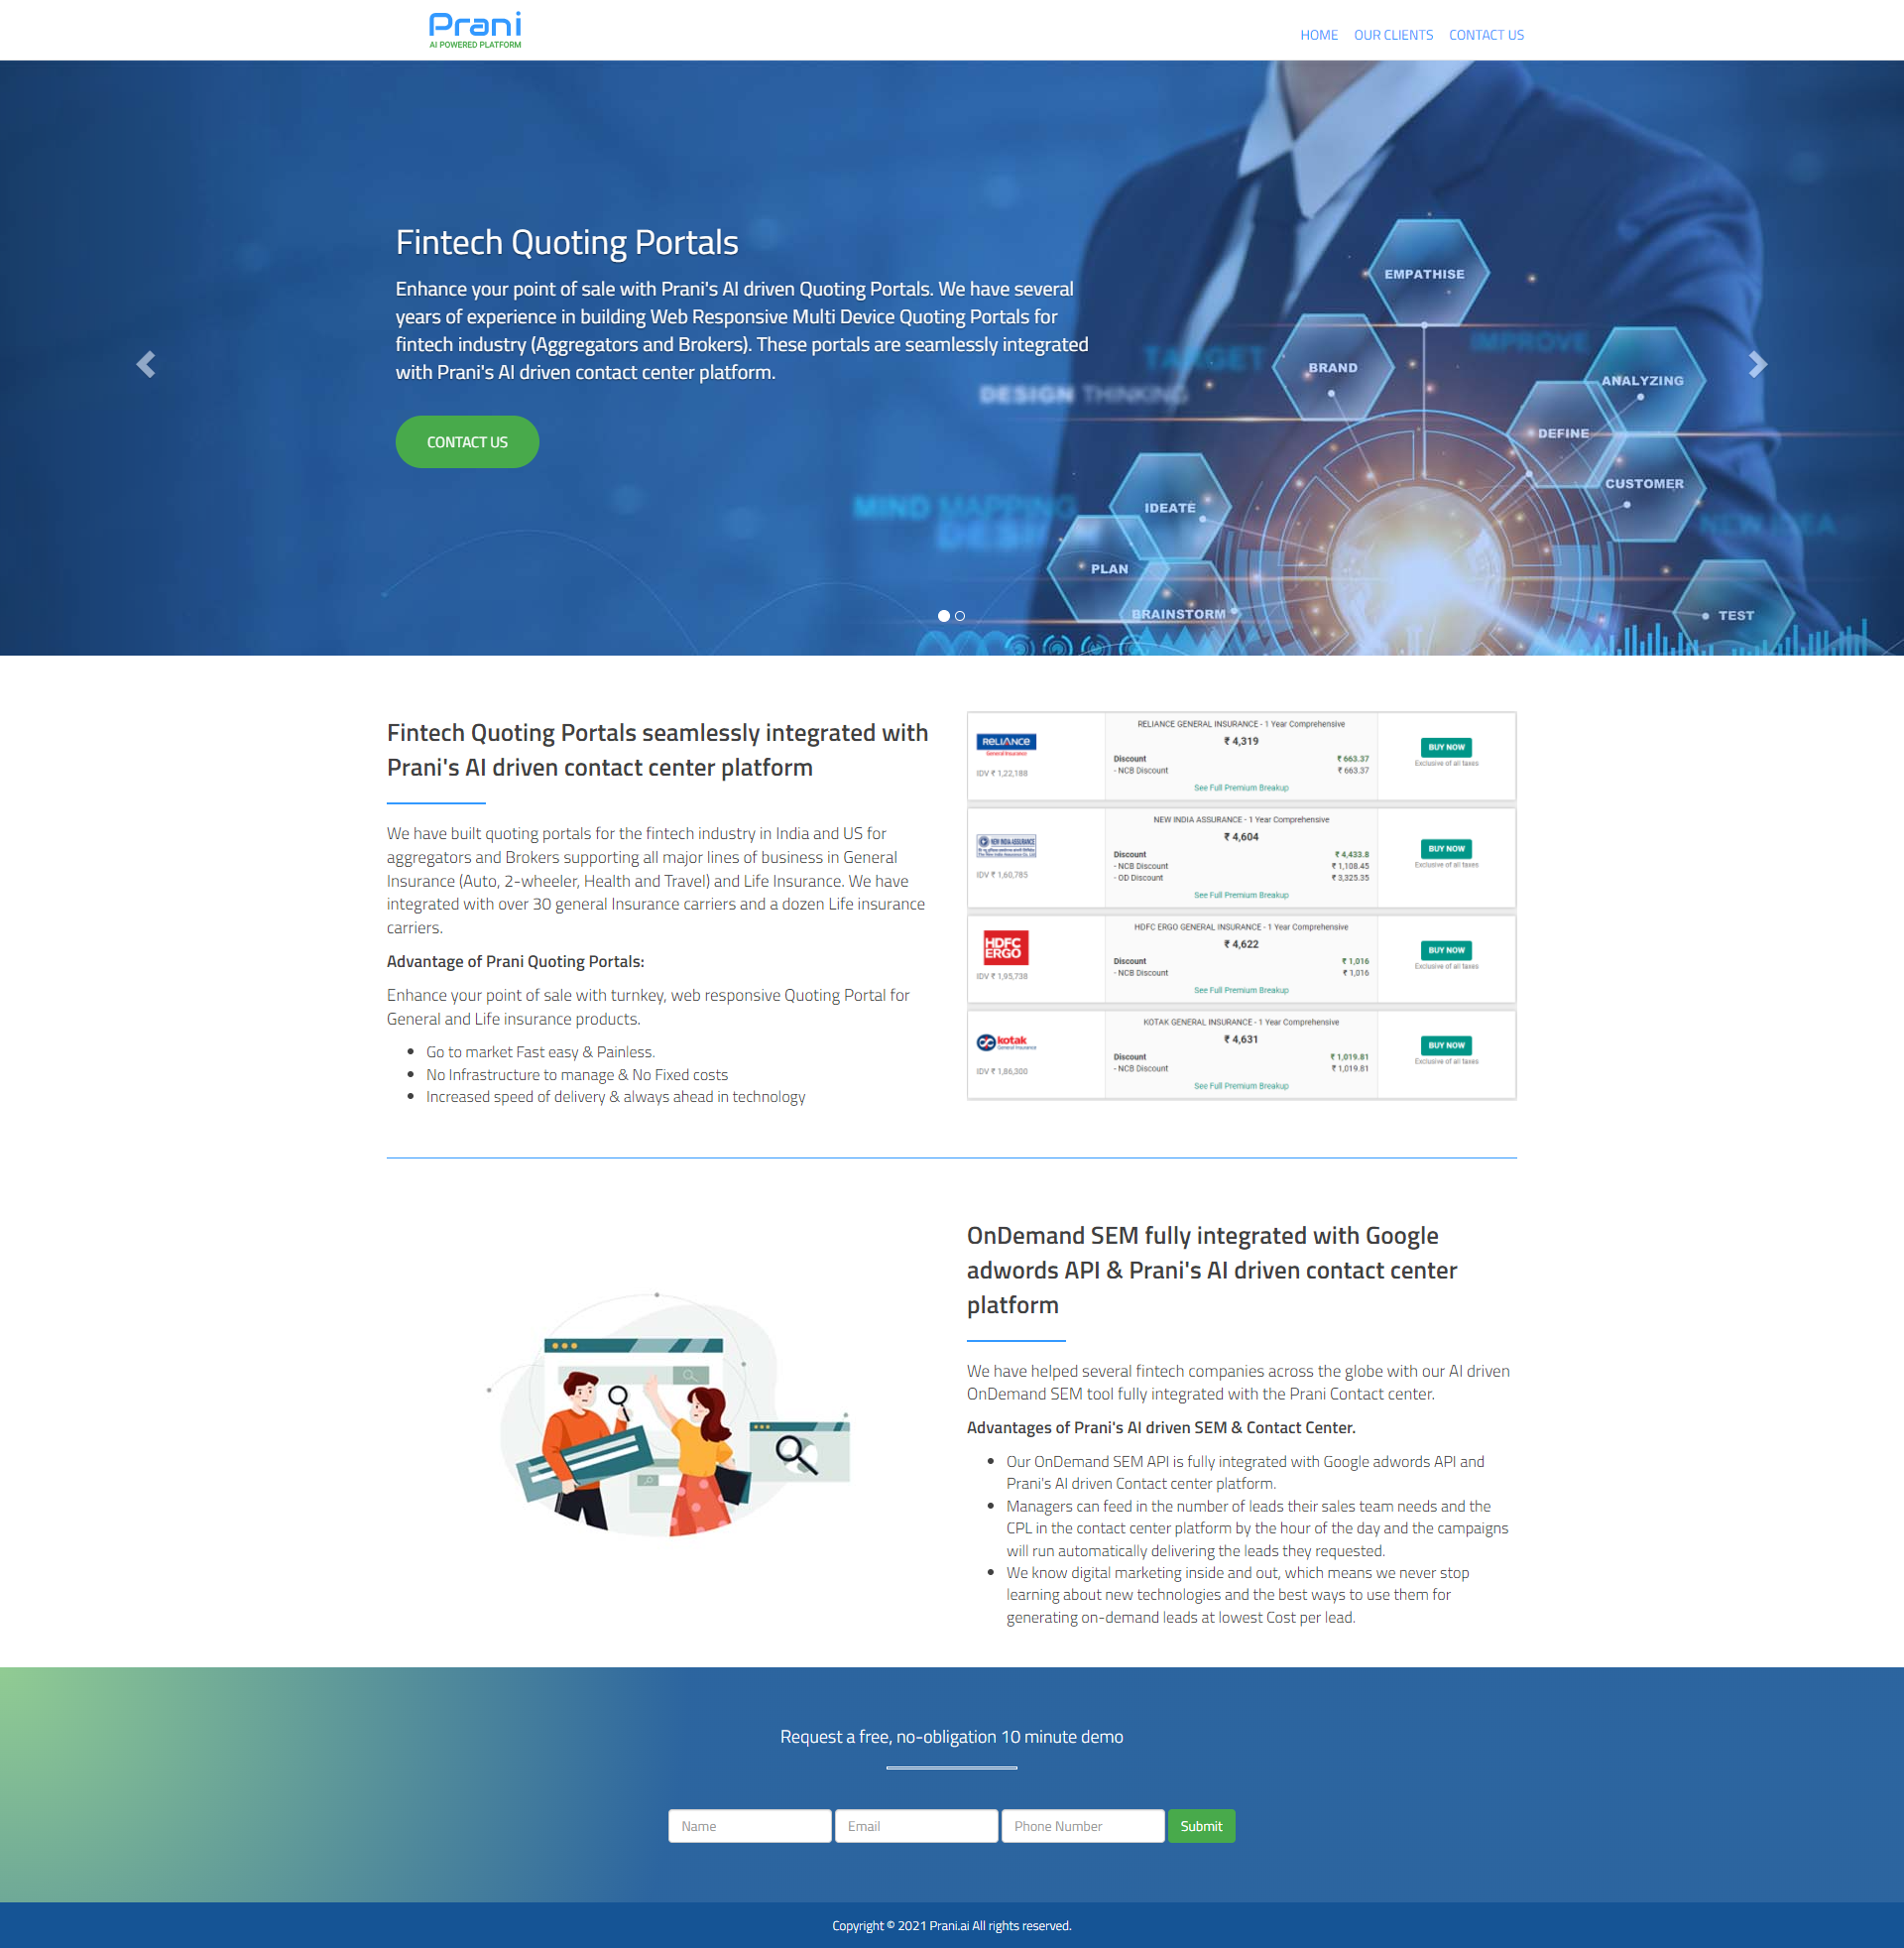 Prani
AI POWERED PLATFORM
HOME OUR CLIENTS CONTACT US
Fintech Quoting Portals
Enhance your point of sale with Prani's AI driven Quoting Portals. We have several
years of experience in building Web Responsive Multi Device Quoting Portals for
fintech industry (Aggregators and Brokers). These portals are seamlessly integrated
with Prani's AI driven contact center platform.
CONTACT US
EMPATHISE
BRAND
TARGET
IMPROVE
ANALYZING
DESIGN THINKING
DEFINE
CUSTOMER
MIND MAPPING
IDEATE
DESIGN
NEW IDEA
PLAN
BRAINSTORM
TEST
Fintech Quoting Portals seamlessly integrated with
Prani's AI driven contact center platform
We have built quoting portals for the fintech industry in India and US for
aggregators and Brokers supporting all major lines of business in General
Insurance (Auto, 2-wheeler, Health and Travel) and Life Insurance. We have
integrated with over 30 general Insurance carriers and a dozen Life insurance
carriers.
Advantage of Prani Quoting Portals:
Enhance your point of sale with turnkey, web responsive Quoting Portal for
General and Life insurance products.
Go to market Fast easy & Painless.
No Infrastructure to manage & No Fixed costs
Increased speed of delivery & always ahead in technology
RELIANCE
General Insurance
IDV ₹ 1,22,188
RELIANCE GENERAL INSURANCE - 1 Year Comprehensive
₹ 4,319
Discount ₹ 663.37
- NCB Discount ₹ 663.37
See Full Premium Breakup
BUY NOW
Exclusive of all taxes
NEW INDIA ASSURANCE
IDV ₹ 1,60,785
NEW INDIA ASSURANCE - 1 Year Comprehensive
₹ 4,604
Discount ₹ 4,433.8
- NCB Discount ₹ 1,108.45
- OD Discount ₹ 3,325.35
See Full Premium Breakup
BUY NOW
Exclusive of all taxes
HDFC
ERGO
IDV ₹ 1,95,738
HDFC ERGO GENERAL INSURANCE - 1 Year Comprehensive
₹ 4,622
Discount ₹ 1,016
- NCB Discount ₹ 1,016
See Full Premium Breakup
BUY NOW
Exclusive of all taxes
kotak
General Insurance
IDV ₹ 1,86,300
KOTAK GENERAL INSURANCE - 1 Year Comprehensive
₹ 4,631
Discount ₹ 1,019.81
- NCB Discount ₹ 1,019.81
See Full Premium Breakup
BUY NOW
Exclusive of all taxes
OnDemand SEM fully integrated with Google
adwords API & Prani's AI driven contact center
platform
We have helped several fintech companies across the globe with our AI driven
OnDemand SEM tool fully integrated with the Prani Contact center.
Advantages of Prani's AI driven SEM & Contact Center.
Our OnDemand SEM API is fully integrated with Google adwords API and
Prani's AI driven Contact center platform.
Managers can feed in the number of leads their sales team needs and the
CPL in the contact center platform by the hour of the day and the campaigns
will run automatically delivering the leads they requested.
We know digital marketing inside and out, which means we never stop
learning about new technologies and the best ways to use them for
generating on-demand leads at lowest Cost per lead.
Request a free, no-obligation 10 minute demo
Name Email Phone Number Submit
Copyright © 2021 Prani.ai All rights reserved.